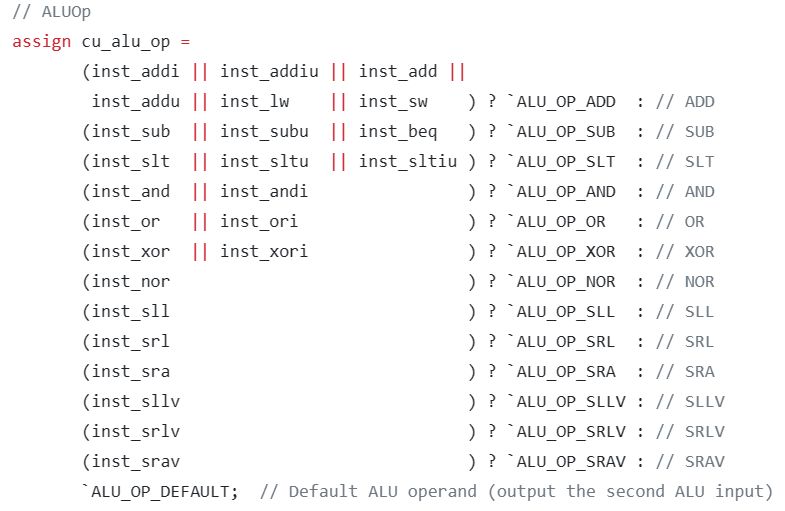 // ALUOp
assign cu_alu_op =
       (inst_addi || inst_addiu || inst_add ||
        inst_addu || inst_lw    || inst_sw    ) ? `ALU_OP_ADD  : // ADD
       (inst_sub  || inst_subu  || inst_beq   ) ? `ALU_OP_SUB  : // SUB
       (inst_slt  || inst_sltu  || inst_sltiu ) ? `ALU_OP_SLT  : // SLT
       (inst_and  || inst_andi                ) ? `ALU_OP_AND  : // AND
       (inst_or   || inst_ori                 ) ? `ALU_OP_OR   : // OR
       (inst_xor  || inst_xori                ) ? `ALU_OP_XOR  : // XOR
       (inst_nor                              ) ? `ALU_OP_NOR  : // NOR
       (inst_sll                              ) ? `ALU_OP_SLL  : // SLL
       (inst_srl                              ) ? `ALU_OP_SRL  : // SRL
       (inst_sra                              ) ? `ALU_OP_SRA  : // SRA
       (inst_sllv                             ) ? `ALU_OP_SLLV : // SLLV
       (inst_srlv                             ) ? `ALU_OP_SRLV : // SRLV
       (inst_srav                             ) ? `ALU_OP_SRAV : // SRAV
       `ALU_OP_DEFAULT;  // Default ALU operand (output the second ALU input)